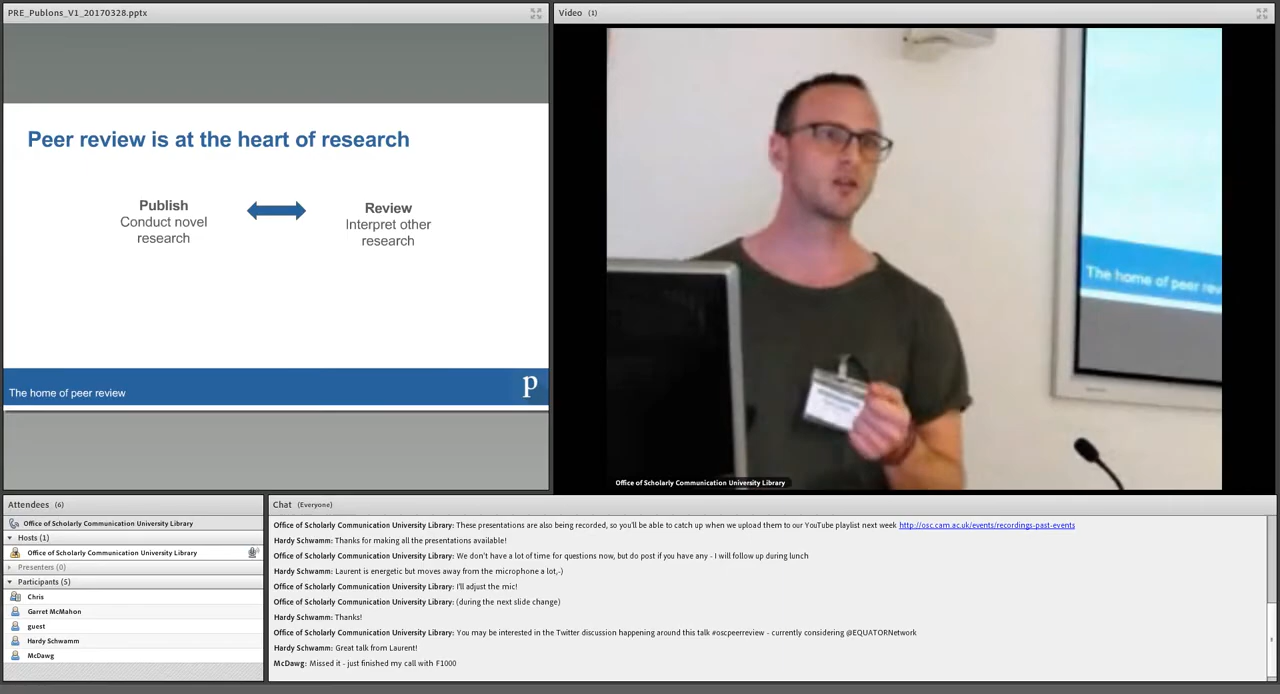 PRE_Publons_V1_20170328.pptx
Peer review is at the heart of research
Publish
Conduct novel
research
Review
Interpret other
research
The home of peer review
p
Video (1)
The home of peer rev
Office of Scholarly Communication University Library
Attendees (6)
Office of Scholarly Communication University Library
Hosts (1)
Office of Scholarly Communication University Library
Presenters (0)
Participants (5)
Chris
Garret McMahon
guest
Hardy Schwamm
McDawg
Chat (Everyone)
Office of Scholarly Communication University Library: These presentations are also being recorded, so you'll be able to catch up when we upload them to our YouTube playlist next week http://osc.cam.ac.uk/events/recordings-past-events
Hardy Schwamm: Thanks for making all the presentations available!
Office of Scholarly Communication University Library: We don't have a lot of time for questions now, but do post if you have any - I will follow up during lunch
Hardy Schwamm: Laurent is energetic but moves away from the microphone a lot,-)
Office of Scholarly Communication University Library: I'll adjust the mic!
Office of Scholarly Communication University Library: (during the next slide change)
Hardy Schwamm: Thanks!
Office of Scholarly Communication University Library: You may be interested in the Twitter discussion happening around this talk #oscpeerreview - currently considering @EQUATORNetwork
Hardy Schwamm: Great talk from Laurent!
McDawg: Missed it - just finished my call with F1000